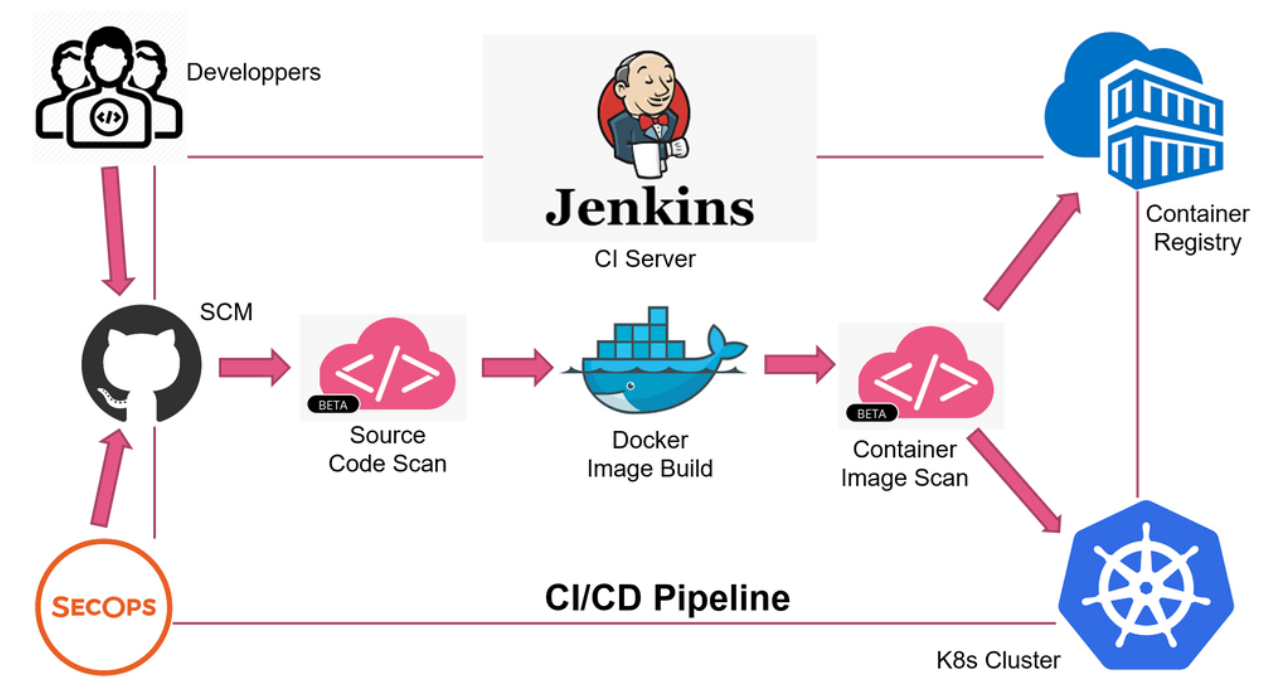 Developpers
</>
Jenkins
CI Server
Container
Registry
SCM
</>
BETA
Source
Code Scan
Docker
Image Build
</>
BETA
Container
Image Scan
SECOPS
CI/CD Pipeline
K8s Cluster